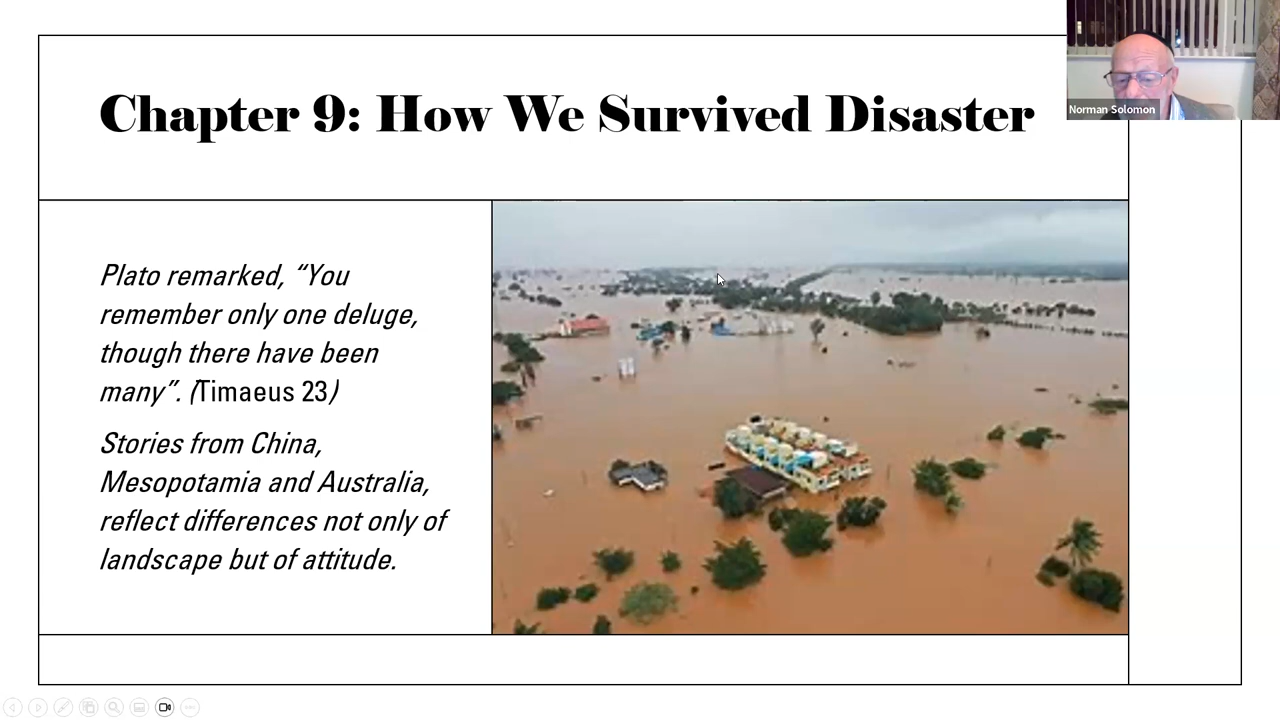 Chapter 9: How We Survived Disaster
Norman Solomon
Plato remarked, “You
remember only one deluge,
though there have been
many”. (Timaeus 23)
Stories from China,
Mesopotamia and Australia,
reflect differences not only of
landscape but of attitude.